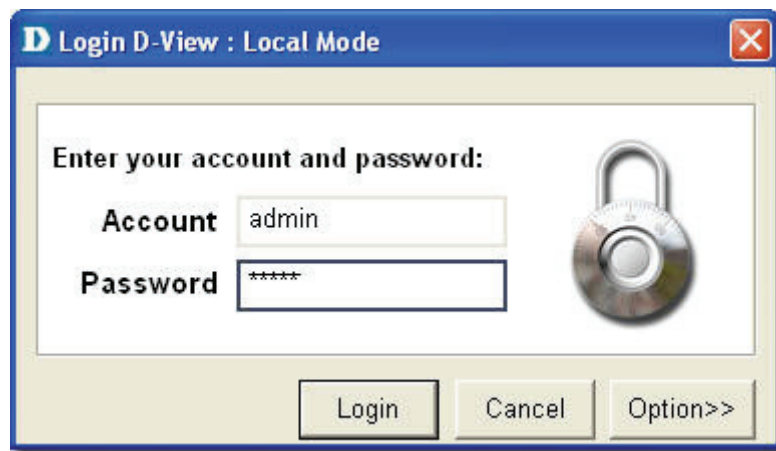 D Login D-View : Local Mode
Enter your account and password:
Account admin
Password *****
Login Cancel Option>>